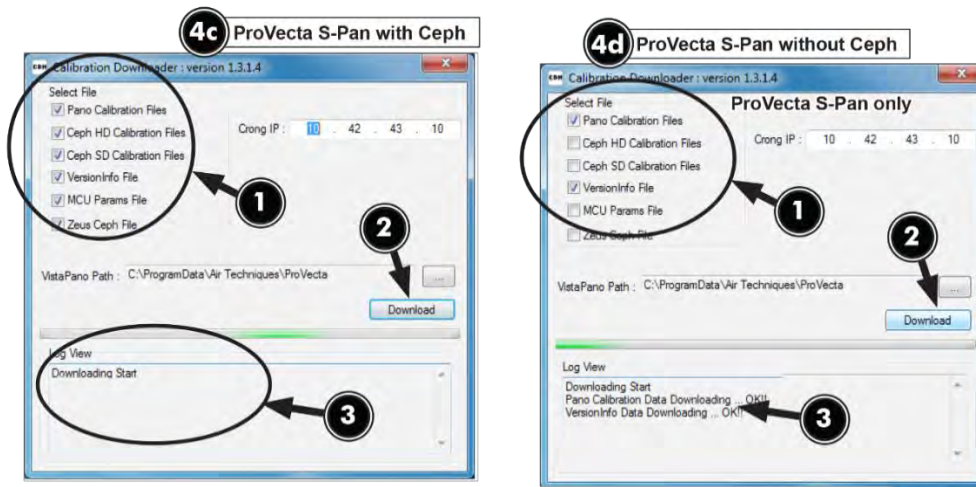 4c ProVecta S-Pan with Ceph
CDM Calibration Downloader : version 1.3.1.4
Select File
Pano Calibration Files
Ceph HD Calibration Files
Ceph SD Calibration Files
VersionInfo File
MCU Params File
Zeus Ceph File
Crong IP : 10 . 42 . 43 . 10
1
2
VistaPano Path : C:\ProgramData\Air Techniques\ProVecta ...
Download
Log View
Downloading Start
3
4d ProVecta S-Pan without Ceph
CDM Calibration Downloader : version 1.3.1.4
Select File
ProVecta S-Pan only
Pano Calibration Files
Ceph HD Calibration Files
Ceph SD Calibration Files
VersionInfo File
MCU Params File
Zeus Ceph File
Crong IP : 10 . 42 . 43 . 10
1
2
VistaPano Path : C:\ProgramData\Air Techniques\ProVecta ...
Download
Log View
Downloading Start
Pano Calibration Data Downloading ... OK!!
VersionInfo Data Downloading ... OK!!
3